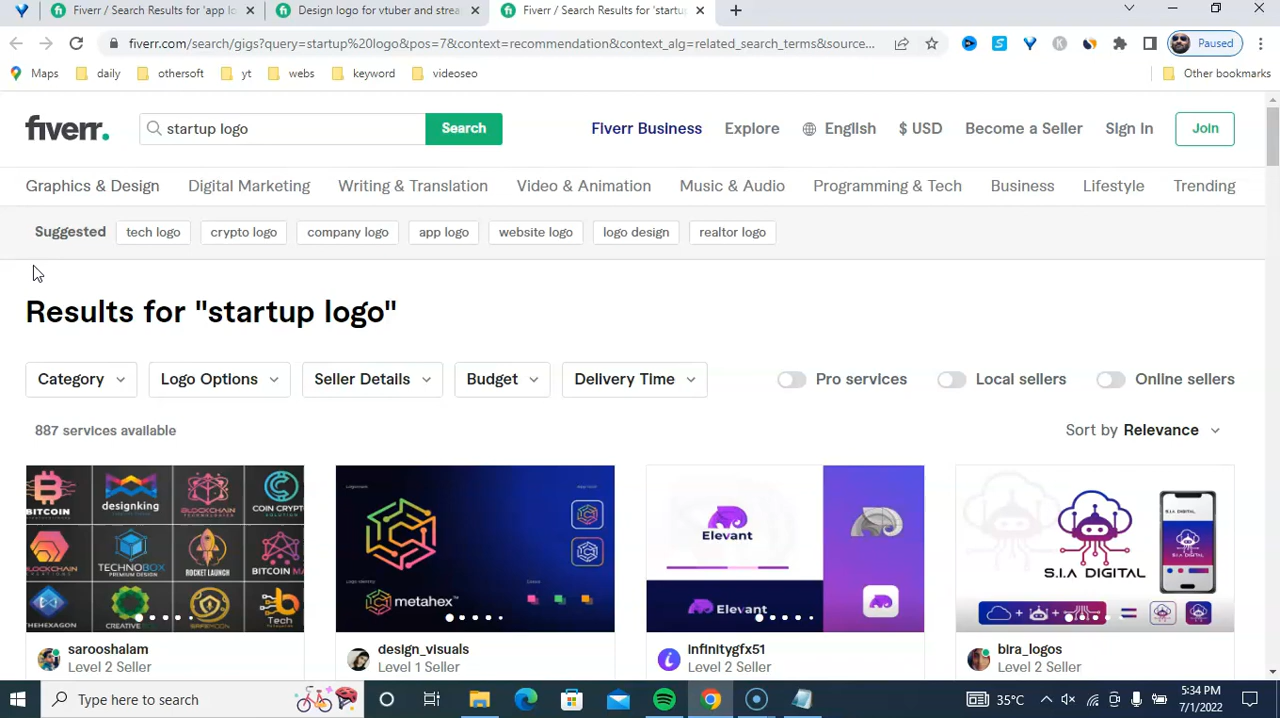 Fiverr / Search Results for 'app lo
Design logo for vtuber and strea
Fiverr / Search Results for 'startu
fiverr.com/search/gigs?query=startup%20logo&pos=7&context=recommendation&context_alg=related_search_terms&source...
Paused
Maps
daily
othersoft
yt
webs
keyword
videoseo
Other bookmarks
fiverr.
startup logo
Search
Fiverr Business
Explore
English
$ USD
Become a Seller
Sign In
Join
Graphics & Design
Digital Marketing
Writing & Translation
Video & Animation
Music & Audio
Programming & Tech
Business
Lifestyle
Trending
Suggested
tech logo
crypto logo
company logo
app logo
website logo
logo design
realtor logo
Results for "startup logo"
Category
Logo Options
Seller Details
Budget
Delivery Time
Pro services
Local sellers
Online sellers
887 services available
Sort by Relevance
BITCOIN
designking
BLOCKCHAIN
COIN CRYPT
TECHNOBOX
PREMIUM DESIGN
ROCKET LAUNCH
BITCOIN MA
THEHEXAGON
CREATIVE
Tech
metahex™
Elevant
Elevant
S.I.A DIGITAL
S.I.A DIGITAL
sarooshalam
Level 2 Seller
design_visuals
Level 1 Seller
infinitygfx51
Level 2 Seller
bira_logos
Level 2 Seller
Type here to search
35°C
5:34 PM
7/1/2022